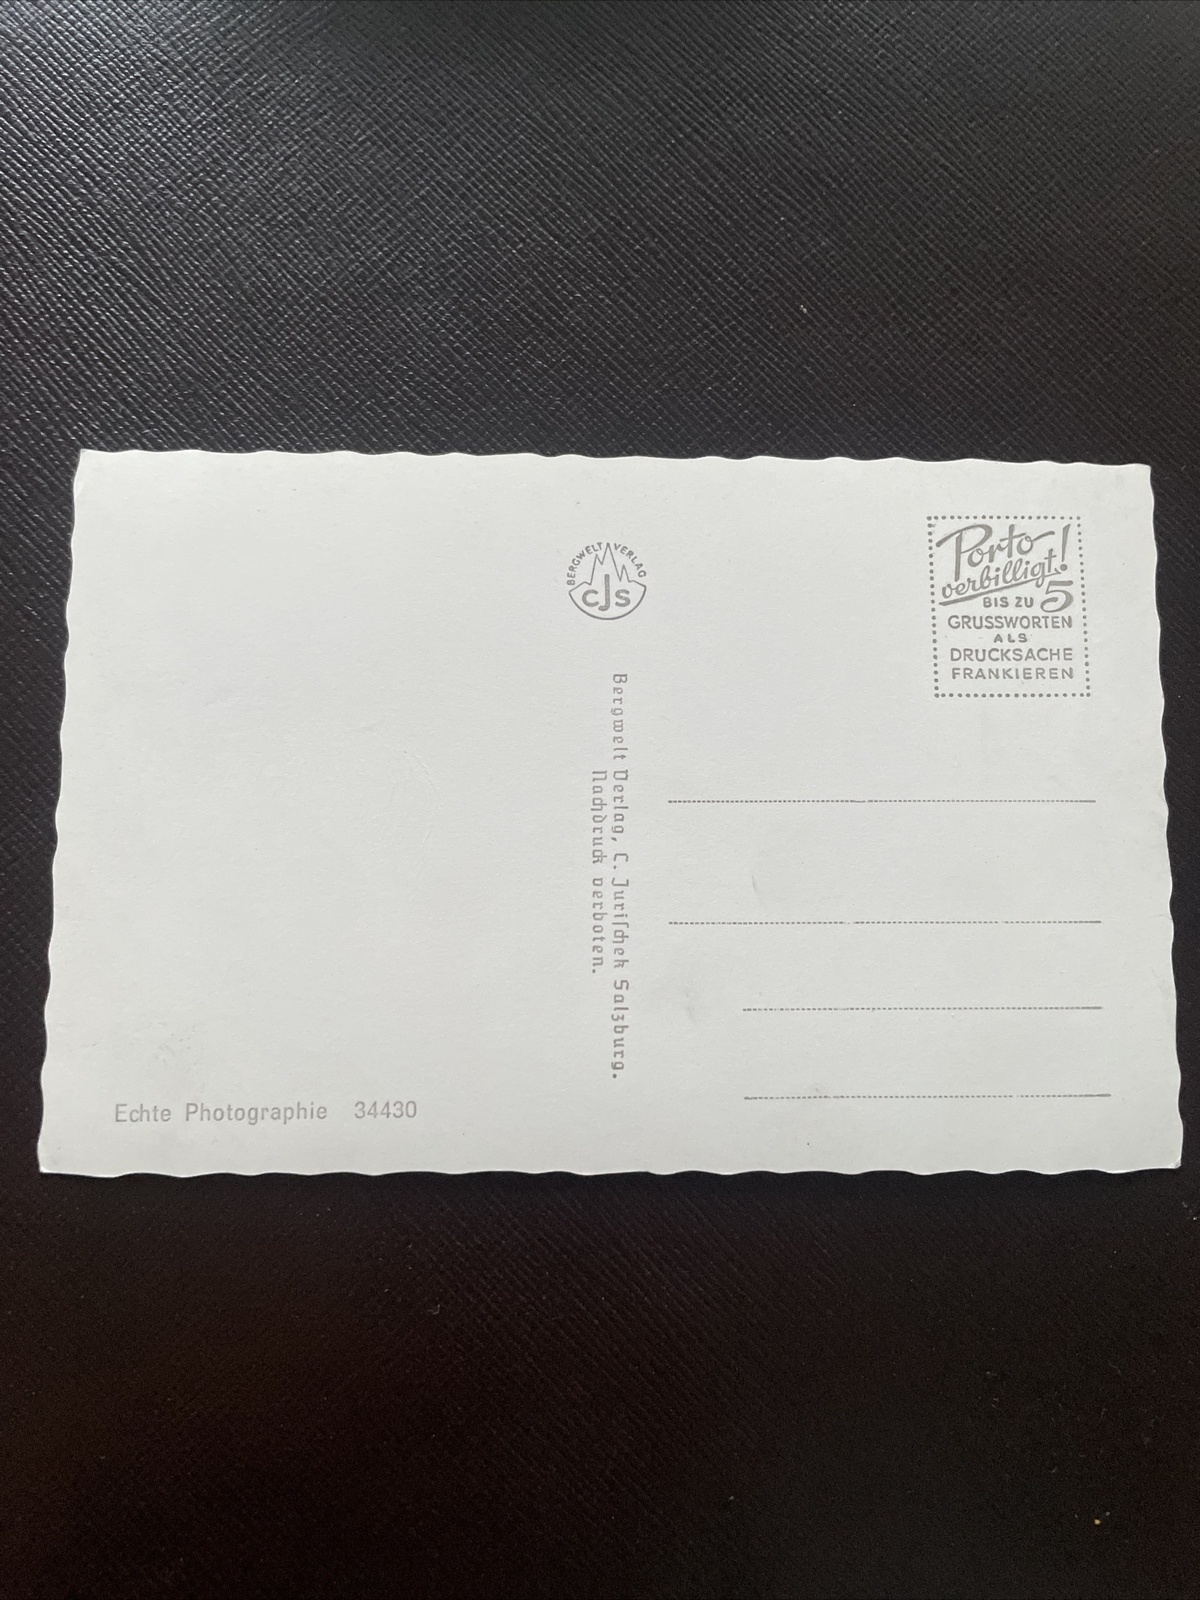 BERGWELT VERLAG
CJS
Porto
verbilligt!
BIS ZU 5
GRUSSWORTEN
ALS
DRUCKSACHE
FRANKIEREN
Bergwelt Verlag, C. Juriſchek Salzburg.
Nachdruck verboten.
Echte Photographie 34430